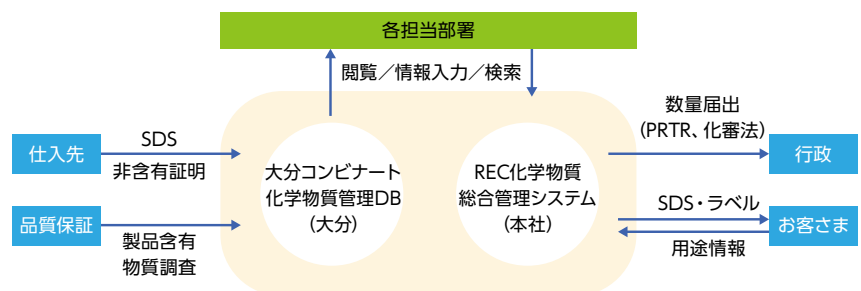 各担当部署
閲覧／情報入力／検索
仕入先
SDS
非含有証明
品質保証
製品含有
物質調査
大分コンビナート
化学物質管理DB
（大分）
REC化学物質
総合管理システム
（本社）
数量届出
（PRTR、化審法）
行政
SDS・ラベル
お客さま
用途情報